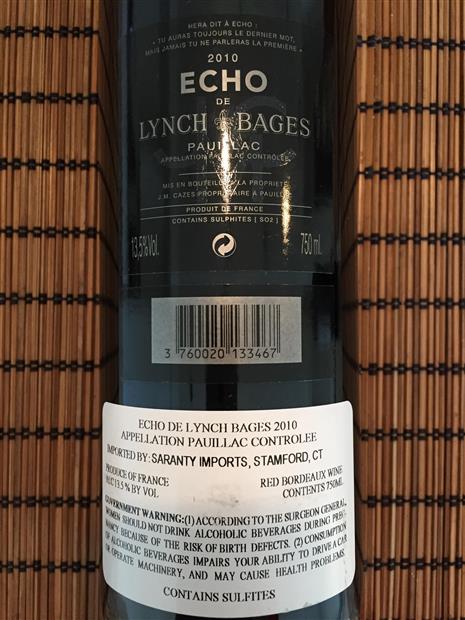 HERA DIT À ÉCHO :
« TU AURAS TOUJOURS LE DERNIER MOT,
MAIS JAMAIS TU NE PARLERAS LA PREMIÈRE »
2010
ECHO
DE
LYNCH BAGES
PAUILLAC
APPELLATION PAUILLAC CONTRÔLÉE
MIS EN BOUTEILLE A LA PROPRIÉTÉ
J.M. CAZES PROPRIÉTAIRE A PAUILLAC
PRODUIT DE FRANCE
CONTAINS SULPHITES [ SO2 ]
13,5%Vol. 750 ml.
3 760020 133467
ECHO DE LYNCH BAGES 2010
APPELLATION PAUILLAC CONTROLEE
IMPORTED BY: SARANTY IMPORTS, STAMFORD, CT
PRODUCE OF FRANCE RED BORDEAUX WINE
ALC 13.5 % BY VOL CONTENTS 750ML
GOVERNMENT WARNING:(1) ACCORDING TO THE SURGEON GENERAL,
WOMEN SHOULD NOT DRINK ALCOHOLIC BEVERAGES DURING PREG-
NANCY BECAUSE OF THE RISK OF BIRTH DEFECTS. (2) CONSUMPTION
OF ALCOHOLIC BEVERAGES IMPAIRS YOUR ABILITY TO DRIVE A CAR
OR OPERATE MACHINERY, AND MAY CAUSE HEALTH PROBLEMS.
CONTAINS SULFITES